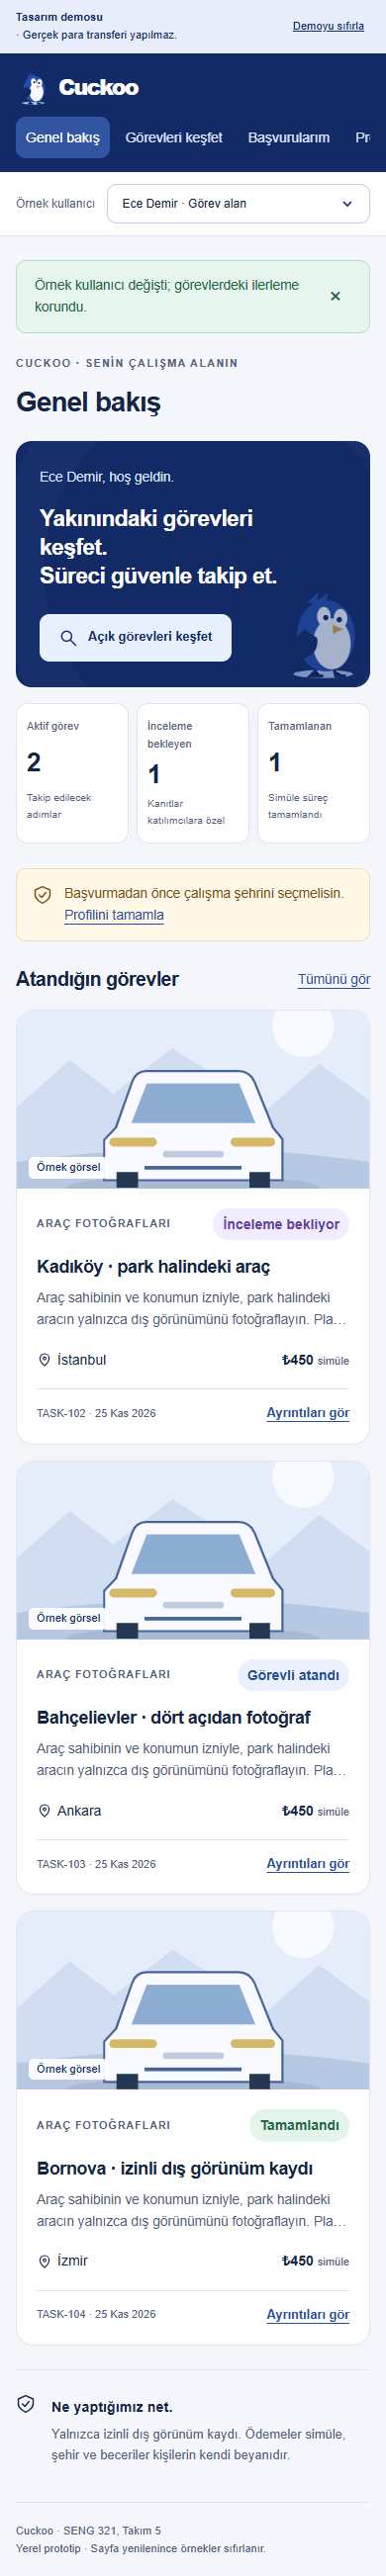 Tasarım demosu
· Gerçek para transferi yapılmaz.
Demoyu sıfırla
Cuckoo
Genel bakış
Görevleri keşfet
Başvurularım
Örnek kullanıcı
Ece Demir · Görev alan
Örnek kullanıcı değişti; görevlerdeki ilerleme
korundu.
CUCKOO · SENİN ÇALIŞMA ALANIN
Genel bakış
Ece Demir, hoş geldin.
Yakınındaki görevleri
keşfet.
Süreci güvenle takip et.
Açık görevleri keşfet
Aktif görev
2
Takip edilecek
adımlar
İnceleme
bekleyen
1
Kanıtlar
katılımcılara özel
Tamamlanan
1
Simüle süreç
tamamlandı
Başvurmadan önce çalışma şehrini seçmelisin.
Profilini tamamla
Atandığın görevler
Tümünü gör
Örnek görsel
ARAÇ FOTOĞRAFLARI
İnceleme bekliyor
Kadıköy · park halindeki araç
Araç sahibinin ve konumun izniyle, park halindeki
aracın yalnızca dış görünümünü fotoğraflayın. Pla...
İstanbul
₺450 simüle
TASK-102 · 25 Kas 2026
Ayrıntıları gör
Örnek görsel
ARAÇ FOTOĞRAFLARI
Görevli atandı
Bahçelievler · dört açıdan fotoğraf
Araç sahibinin ve konumun izniyle, park halindeki
aracın yalnızca dış görünümünü fotoğraflayın. Pla...
Ankara
₺450 simüle
TASK-103 · 25 Kas 2026
Ayrıntıları gör
Örnek görsel
ARAÇ FOTOĞRAFLARI
Tamamlandı
Bornova · izinli dış görünüm kaydı
Araç sahibinin ve konumun izniyle, park halindeki
aracın yalnızca dış görünümünü fotoğraflayın. Pla...
İzmir
₺450 simüle
TASK-104 · 25 Kas 2026
Ayrıntıları gör
Ne yaptığımız net.
Yalnızca izinli dış görünüm kaydı. Ödemeler simüle,
şehir ve beceriler kişilerin kendi beyanıdır.
Cuckoo · SENG 321, Takım 5
Yerel prototip · Sayfa yenilenince örnekler sıfırlanır.